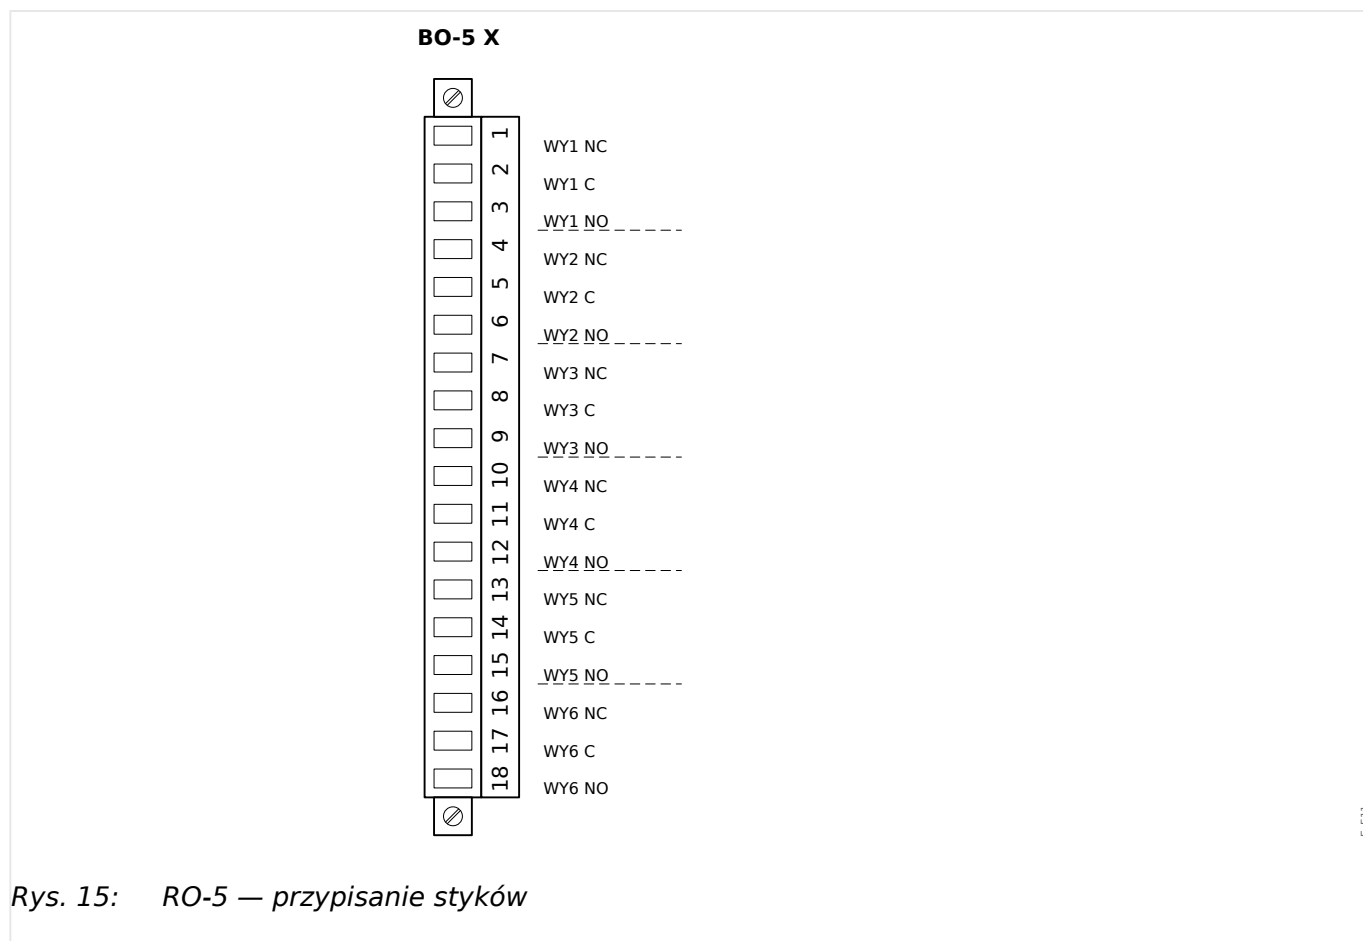 BO-5 X
1 WY1 NC
2 WY1 C
3 WY1 NO
4 WY2 NC
5 WY2 C
6 WY2 NO
7 WY3 NC
8 WY3 C
9 WY3 NO
10 WY4 NC
11 WY4 C
12 WY4 NO
13 WY5 NC
14 WY5 C
15 WY5 NO
16 WY6 NC
17 WY6 C
18 WY6 NO
Rys. 15: RO-5 — przypisanie styków